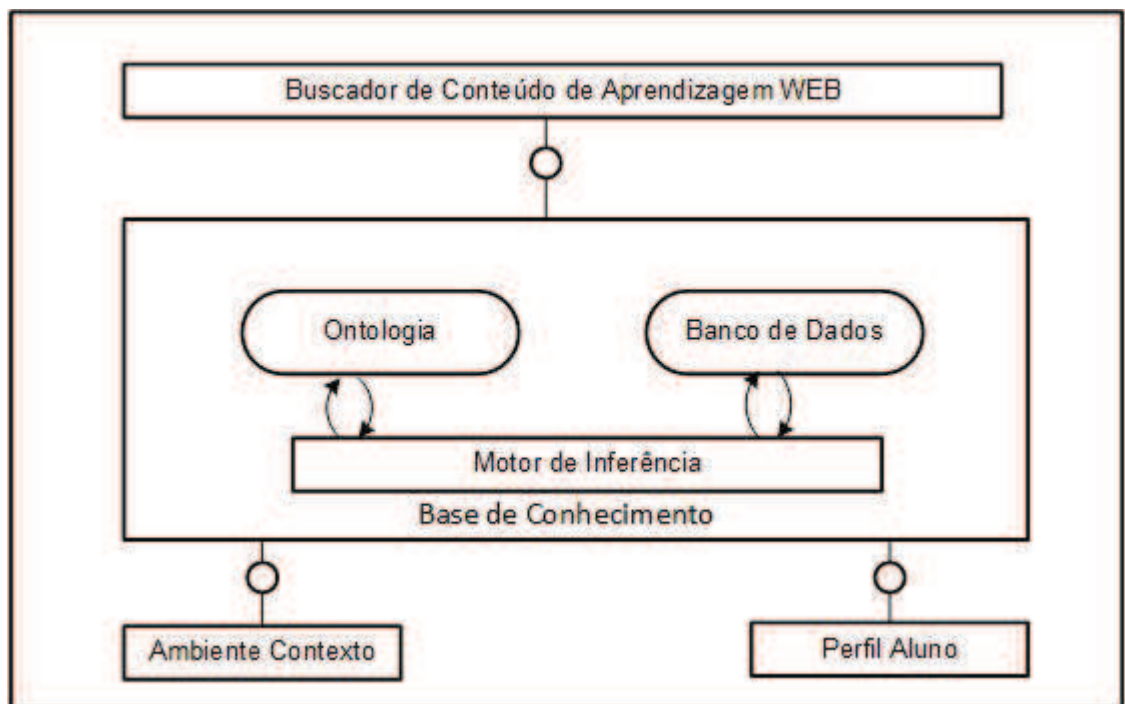 Buscador de Conteúdo de Aprendizagem WEB
Ontologia
Banco de Dados
Motor de Inferência
Base de Conhecimento
Ambiente Contexto
Perfil Aluno